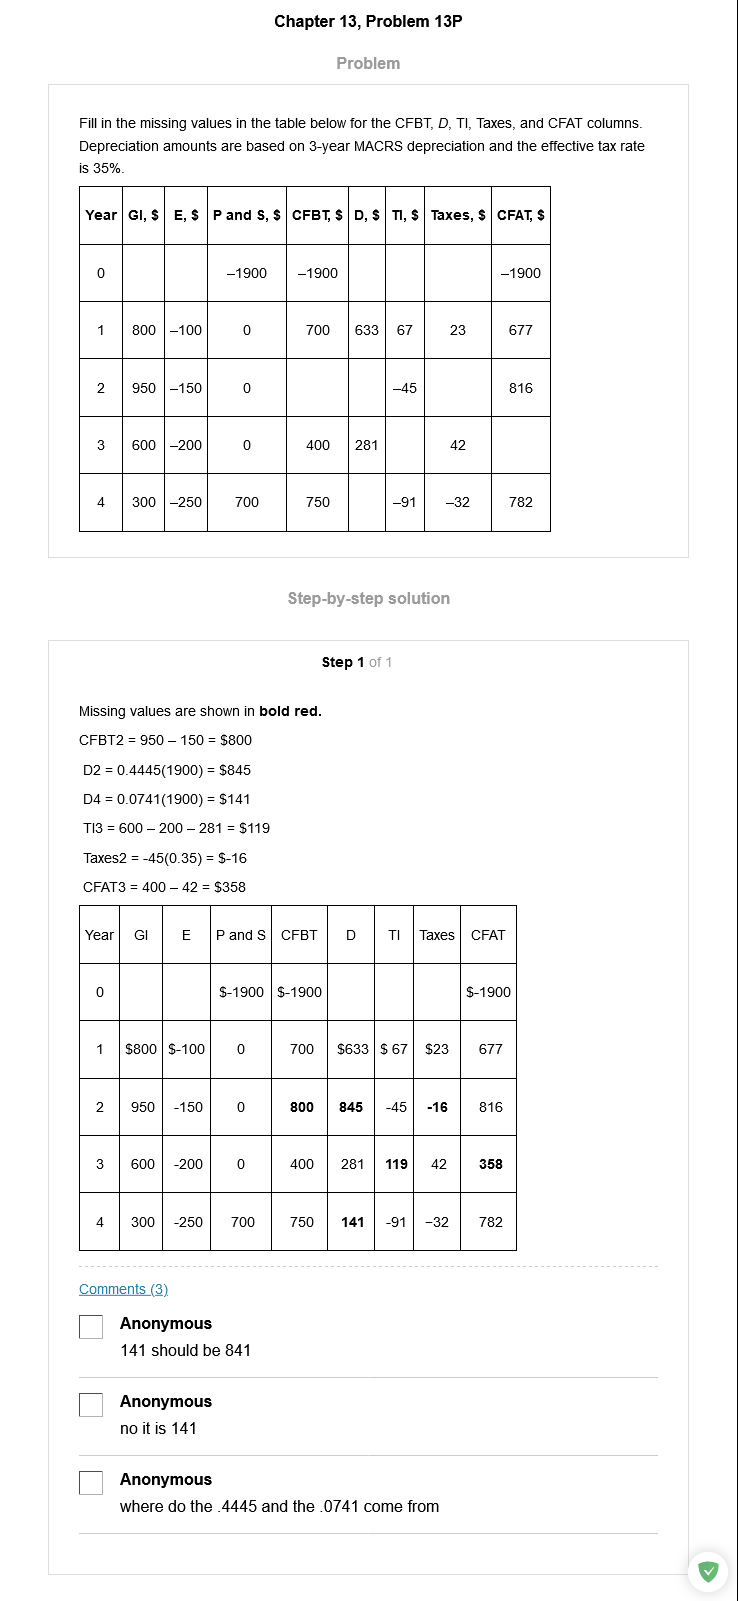 Chapter 13, Problem 13P
Problem
Fill in the missing values in the table below for the CFBT, D, TI, Taxes, and CFAT columns.
Depreciation amounts are based on 3-year MACRS depreciation and the effective tax rate
is 35%.
Year GI, $ E, $ P and S, $ CFBT, $ D, $ TI, $ Taxes, $ CFAT, $
0 –1900 –1900 –1900
1 800 –100 0 700 633 67 23 677
2 950 –150 0 –45 816
3 600 –200 0 400 281 42
4 300 –250 700 750 –91 –32 782
Step-by-step solution
Step 1 of 1
Missing values are shown in bold red.
CFBT2 = 950 – 150 = $800
D2 = 0.4445(1900) = $845
D4 = 0.0741(1900) = $141
TI3 = 600 – 200 – 281 = $119
Taxes2 = -45(0.35) = $-16
CFAT3 = 400 – 42 = $358
Year GI E P and S CFBT D TI Taxes CFAT
0 $-1900 $-1900 $-1900
1 $800 $-100 0 700 $633 $ 67 $23 677
2 950 -150 0 800 845 -45 -16 816
3 600 -200 0 400 281 119 42 358
4 300 -250 700 750 141 -91 −32 782
Comments (3)
Anonymous
141 should be 841
Anonymous
no it is 141
Anonymous
where do the .4445 and the .0741 come from